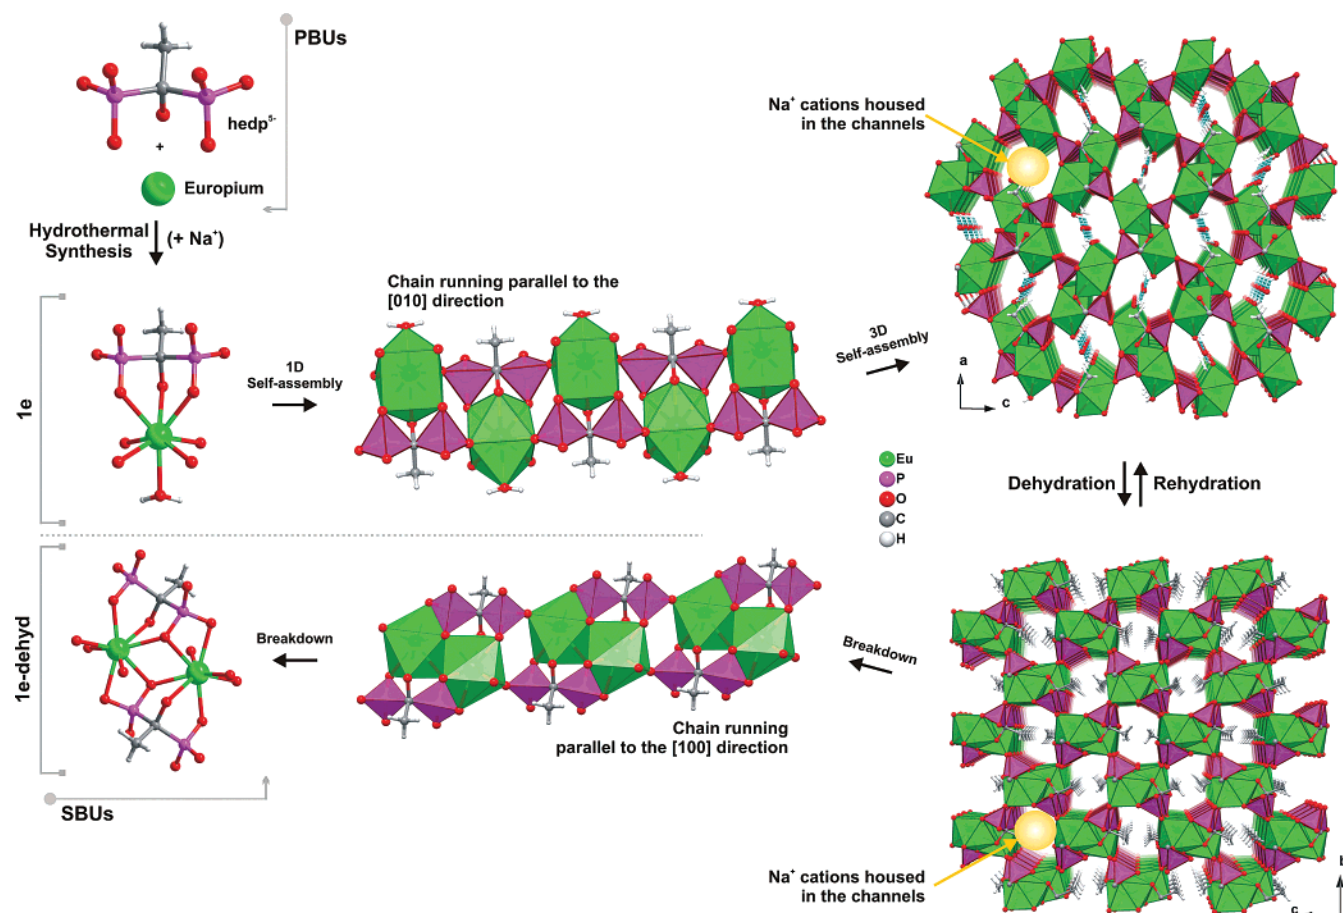 PBUs
hedp⁵⁻
+
Europium
Hydrothermal
Synthesis
(+ Na⁺)
1e
1D
Self-assembly
Chain running parallel to the
[010] direction
3D
Self-assembly
Na⁺ cations housed
in the channels
a
c
Eu
P
O
C
H
Dehydration
Rehydration
1e-dehyd
Breakdown
Chain running
parallel to the [100] direction
Breakdown
SBUs
Na⁺ cations housed
in the channels
b
c